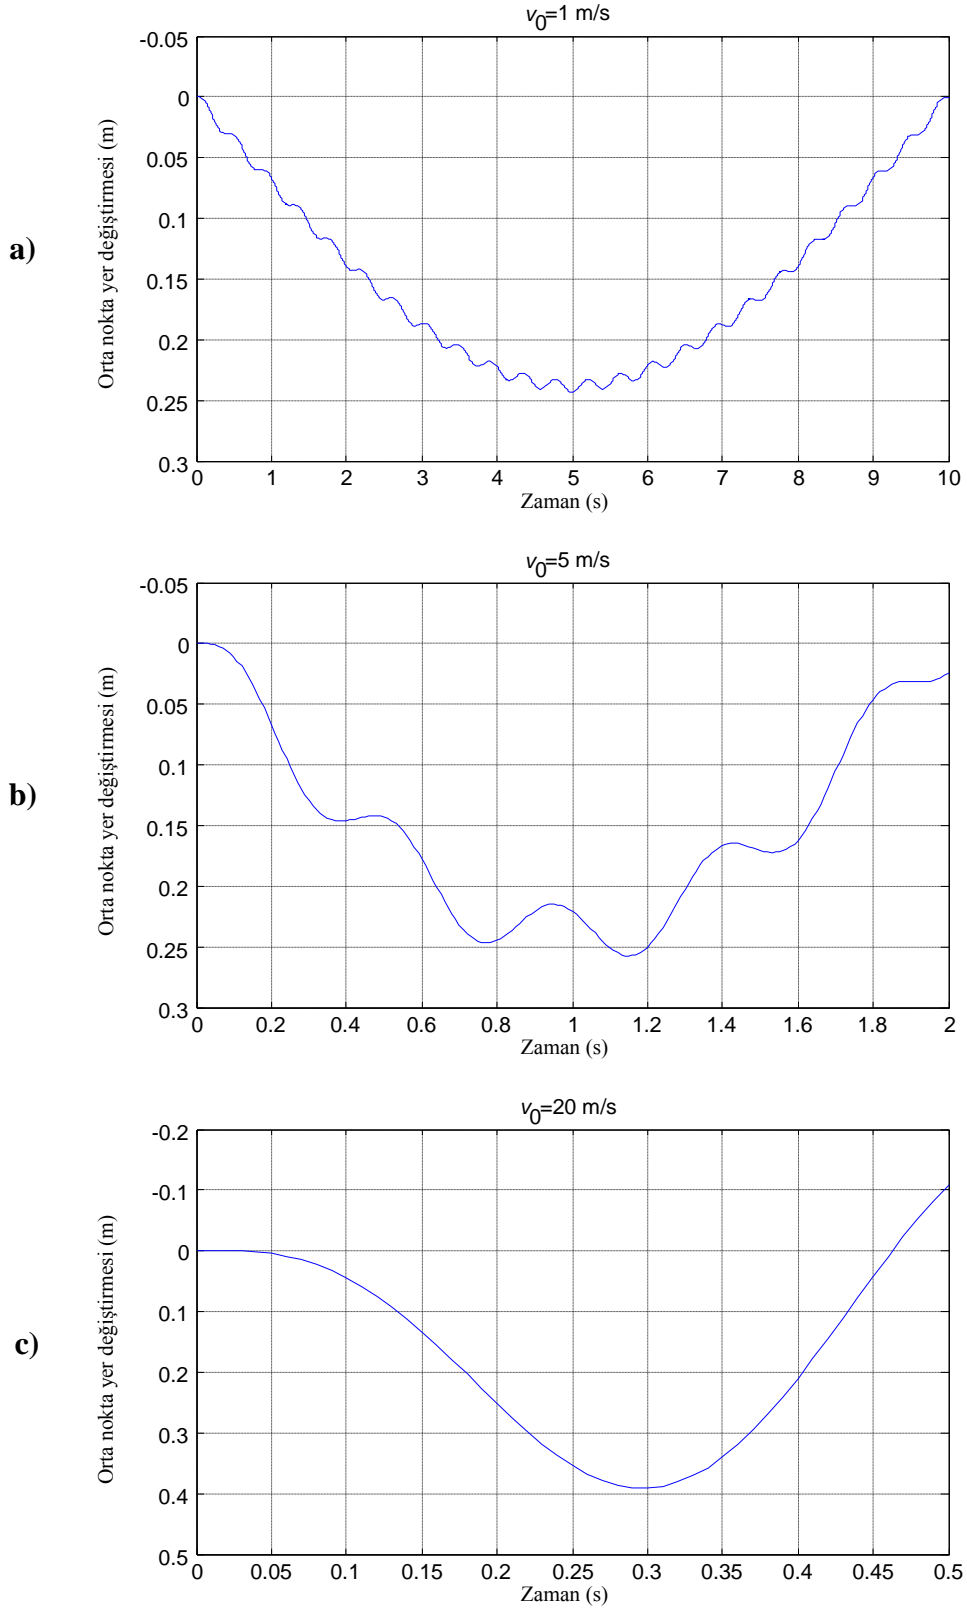 v0=1 m/s
-0.05
0
0.05
0.1
0.15
0.2
0.25
0.3
Orta nokta yer değiştirmesi (m)
a)
0 1 2 3 4 5 6 7 8 9 10
Zaman (s)
v0=5 m/s
-0.05
0
0.05
0.1
0.15
0.2
0.25
0.3
Orta nokta yer değiştirmesi (m)
b)
0 0.2 0.4 0.6 0.8 1 1.2 1.4 1.6 1.8 2
Zaman (s)
v0=20 m/s
-0.2
-0.1
0
0.1
0.2
0.3
0.4
0.5
Orta nokta yer değiştirmesi (m)
c)
0 0.05 0.1 0.15 0.2 0.25 0.3 0.35 0.4 0.45 0.5
Zaman (s)